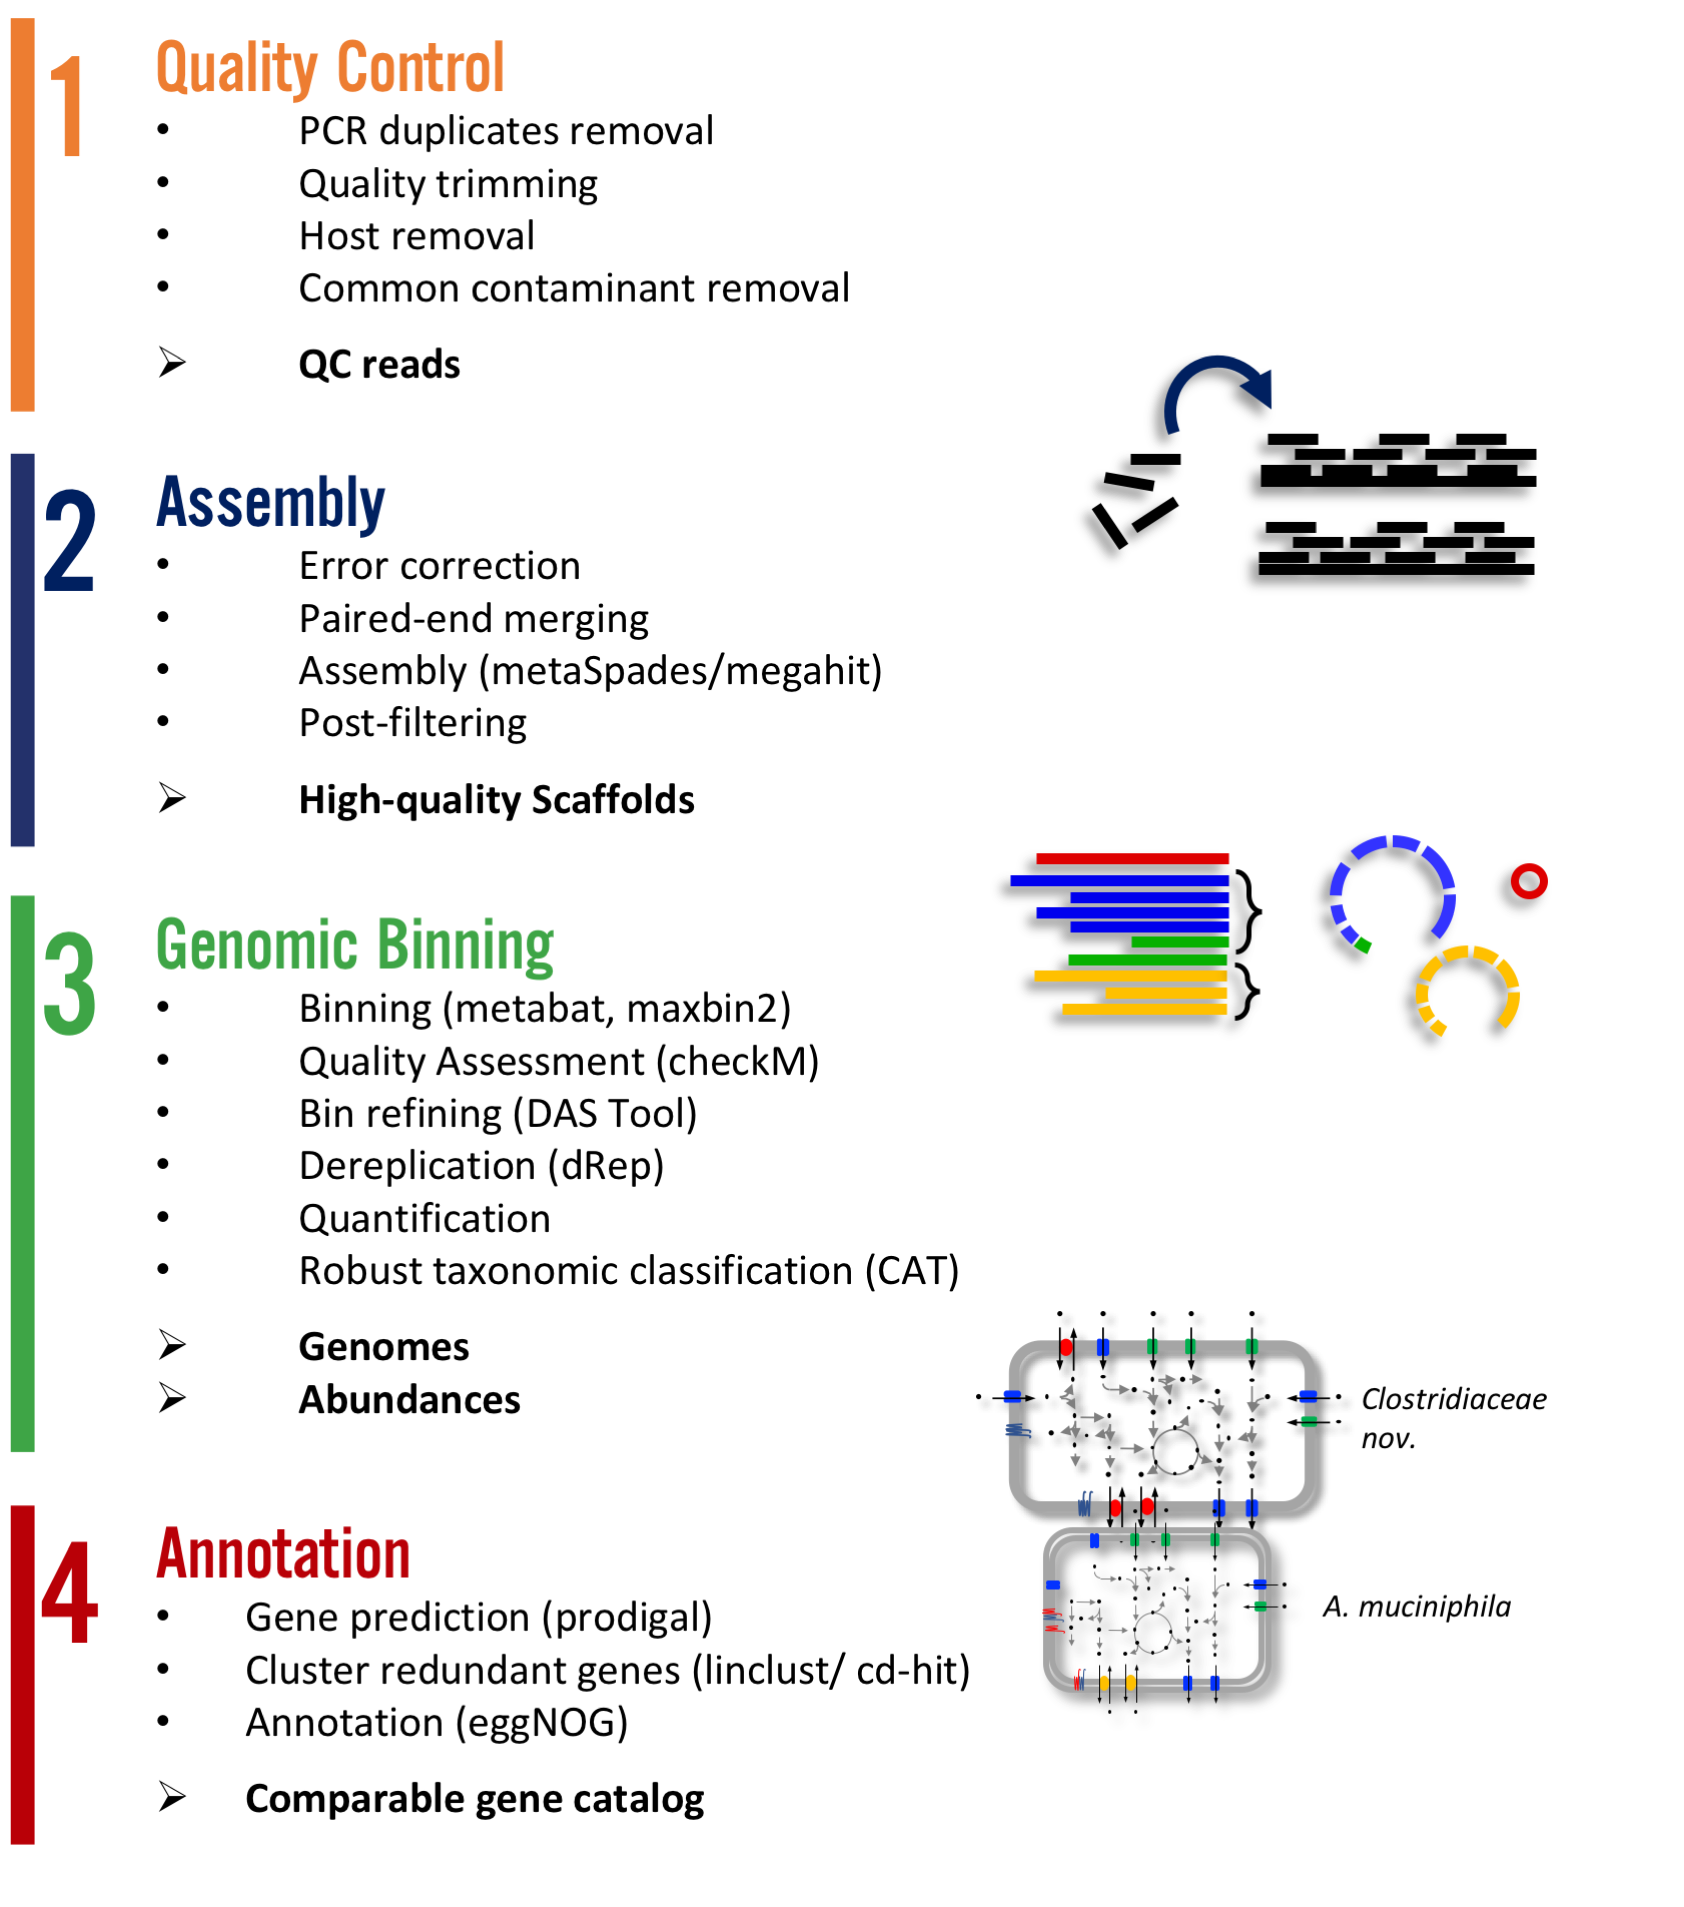 1 Quality Control
• PCR duplicates removal
• Quality trimming
• Host removal
• Common contaminant removal
➢ QC reads
2 Assembly
• Error correction
• Paired-end merging
• Assembly (metaSpades/megahit)
• Post-filtering
➢ High-quality Scaffolds
3 Genomic Binning
• Binning (metabat, maxbin2)
• Quality Assessment (checkM)
• Bin refining (DAS Tool)
• Dereplication (dRep)
• Quantification
• Robust taxonomic classification (CAT)
➢ Genomes
➢ Abundances
Clostridiaceae
nov.
4 Annotation
• Gene prediction (prodigal)
• Cluster redundant genes (linclust/ cd-hit)
• Annotation (eggNOG)
➢ Comparable gene catalog
A. muciniphila